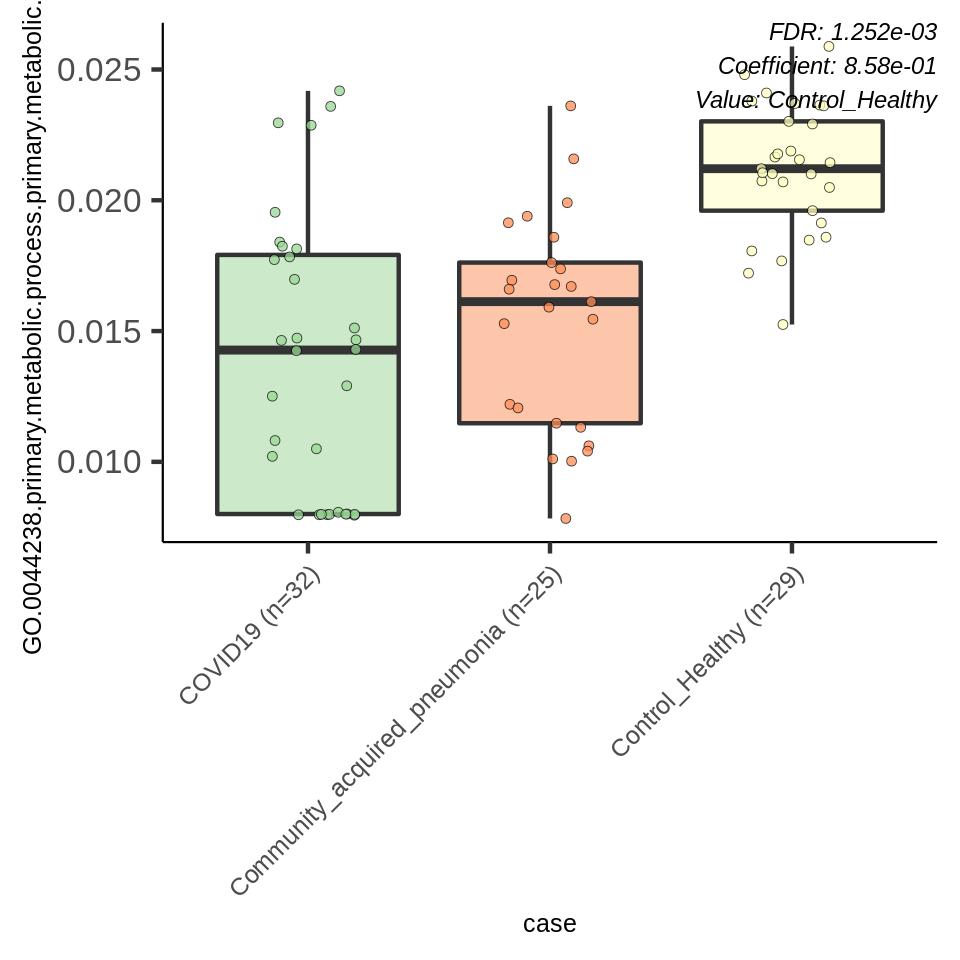 GO.0044238.primary.metabolic.process.primary.metabolic.
0.025
0.020
0.015
0.010
FDR: 1.252e-03
Coefficient: 8.58e-01
Value: Control_Healthy
COVID19 (n=32)
Community_acquired_pneumonia (n=25)
Control_Healthy (n=29)
case